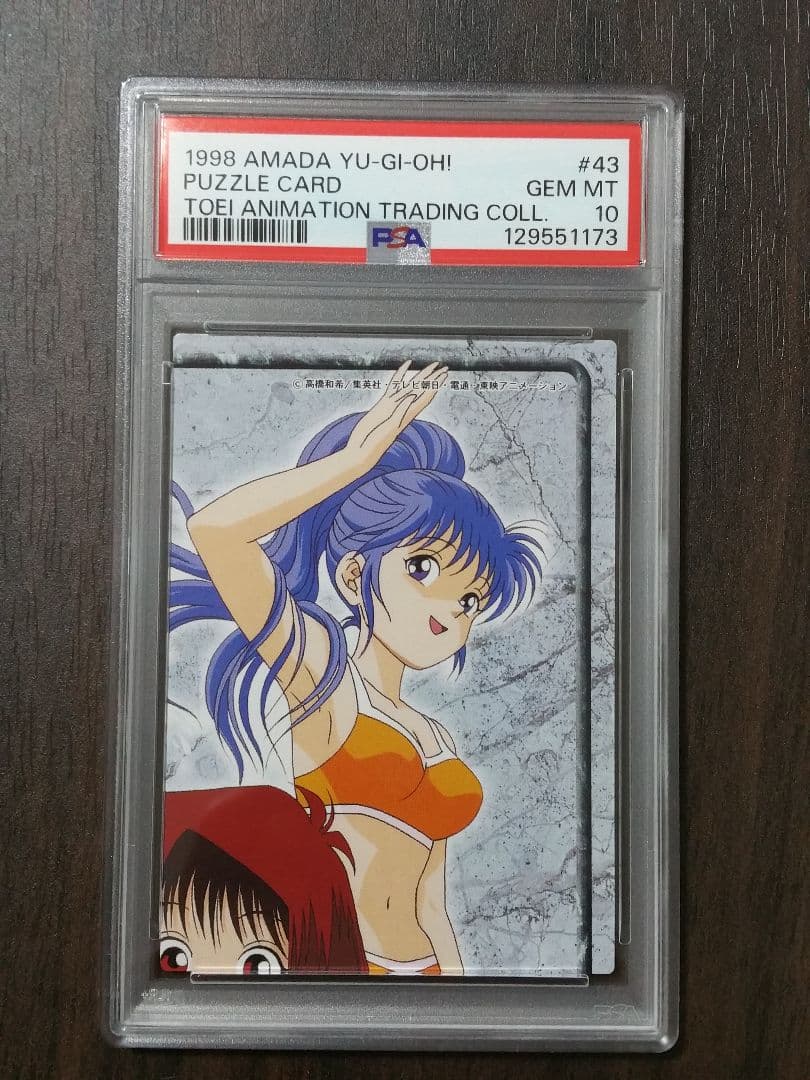 1998 AMADA YU-GI-OH! #43
PUZZLE CARD GEM MT
TOEI ANIMATION TRADING COLL. 10
PSA 129551173
© 高橋和希／集英社・テレビ朝日・電通・東映アニメーション